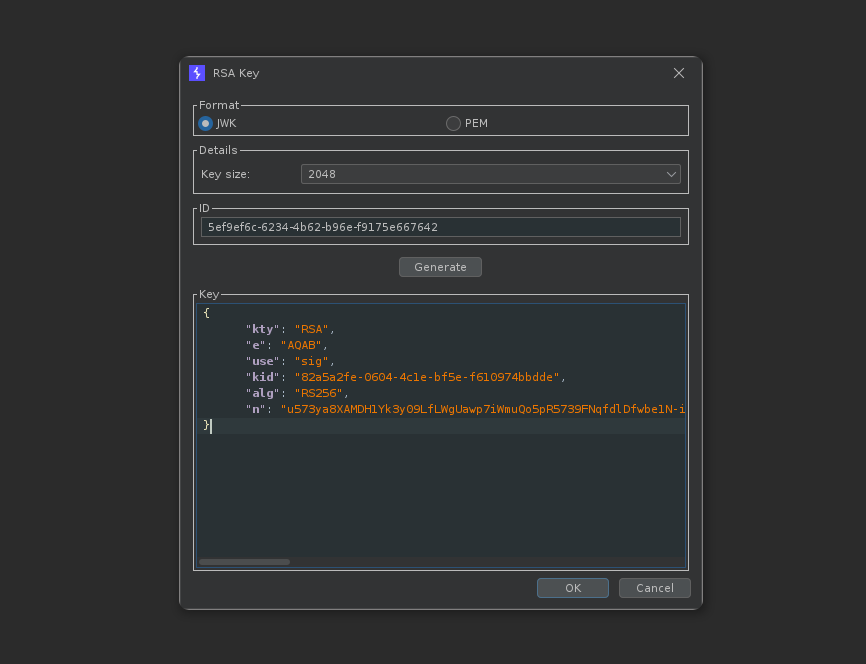 RSA Key
Format
JWK PEM
Details
Key size: 2048
ID
5ef9ef6c-6234-4b62-b96e-f9175e667642
Generate
Key
{
"kty": "RSA",
"e": "AQAB",
"use": "sig",
"kid": "82a5a2fe-0604-4c1e-bf5e-f610974bbdde",
"alg": "RS256",
"n": "u573ya8XAMDH1Yk3y09LfLWgUawp7iWmuQo5pR5739FNqfdlDfwbe1N-i
}
OK Cancel